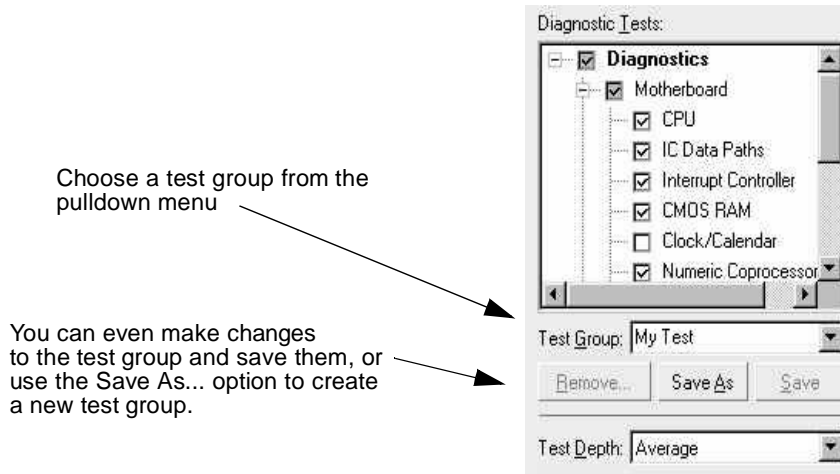 Diagnostic Tests:
Diagnostics
Motherboard
CPU
IC Data Paths
Interrupt Controller
CMOS RAM
Clock/Calendar
Numeric Coprocessor
Choose a test group from the
pulldown menu
Test Group: My Test
You can even make changes
to the test group and save them, or
use the Save As... option to create
a new test group.
Remove... Save As Save
Test Depth: Average